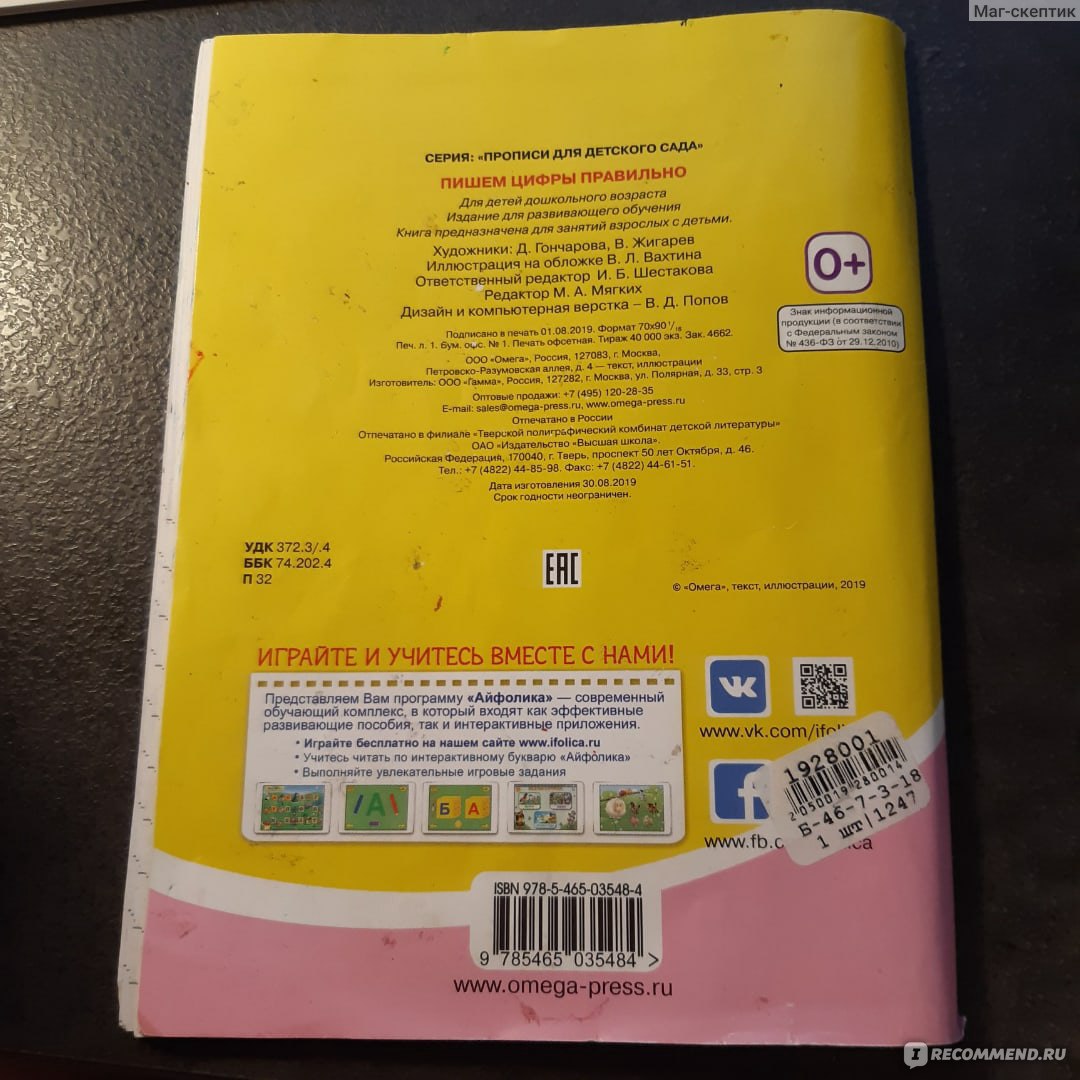 Маг-скептик
СЕРИЯ: «ПРОПИСИ ДЛЯ ДЕТСКОГО САДА»
ПИШЕМ ЦИФРЫ ПРАВИЛЬНО
Для детей дошкольного возраста
Издание для развивающего обучения
Книга предназначена для занятий взрослых с детьми.
Художники: Д. Гончарова, В. Жигарев
Иллюстрация на обложке В. Л. Вахтина
Ответственный редактор И. Б. Шестакова
Редактор М. А. Мягких
Дизайн и компьютерная верстка – В. Д. Попов
0+
Знак информационной
продукции (в соответствии
с Федеральным законом
№ 436-ФЗ от 29.12.2010)
Подписано в печать 01.08.2019. Формат 70х90 1/16
Печ. л. 1. Бум. офс. № 1. Печать офсетная. Тираж 40 000 экз. Зак. 4662.
ООО «Омега», Россия, 127083, г. Москва,
Петровско-Разумовская аллея, д. 4 — текст, иллюстрации
Изготовитель: ООО «Гамма», Россия, 127282, г. Москва, ул. Полярная, д. 33, стр. 3
Оптовые продажи: +7 (495) 120-28-35
E-mail: sales@omega-press.ru, www.omega-press.ru
Отпечатано в России
Отпечатано в филиале «Тверской полиграфический комбинат детской литературы»
ОАО «Издательство «Высшая школа».
Российская Федерация, 170040, г. Тверь, проспект 50 лет Октября, д. 46.
Тел.: +7 (4822) 44-85-98. Факс: +7 (4822) 44-61-51.
Дата изготовления 30.08.2019
Срок годности неограничен.
УДК 372.3/.4
ББК 74.202.4
П 32
ЕАС
© «Омега», текст, иллюстрации, 2019
ИГРАЙТЕ И УЧИТЕСЬ ВМЕСТЕ С НАМИ!
Представляем Вам программу «Айфолика» — современный
обучающий комплекс, в который входят как эффективные
развивающие пособия, так и интерактивные приложения.
• Играйте бесплатно на нашем сайте www.ifolica.ru
• Учитесь читать по интерактивному букварю «Айфолика»
• Выполняйте увлекательные игровые задания
А
Б А
www.vk.com/ifol
www.fb.c
ica
1928001
2050019280014
Б-46-7-3-18
1 шт|1247
ISBN 978-5-465-03548-4
9 785465 035484 >
www.omega-press.ru
RECOMMEND.RU